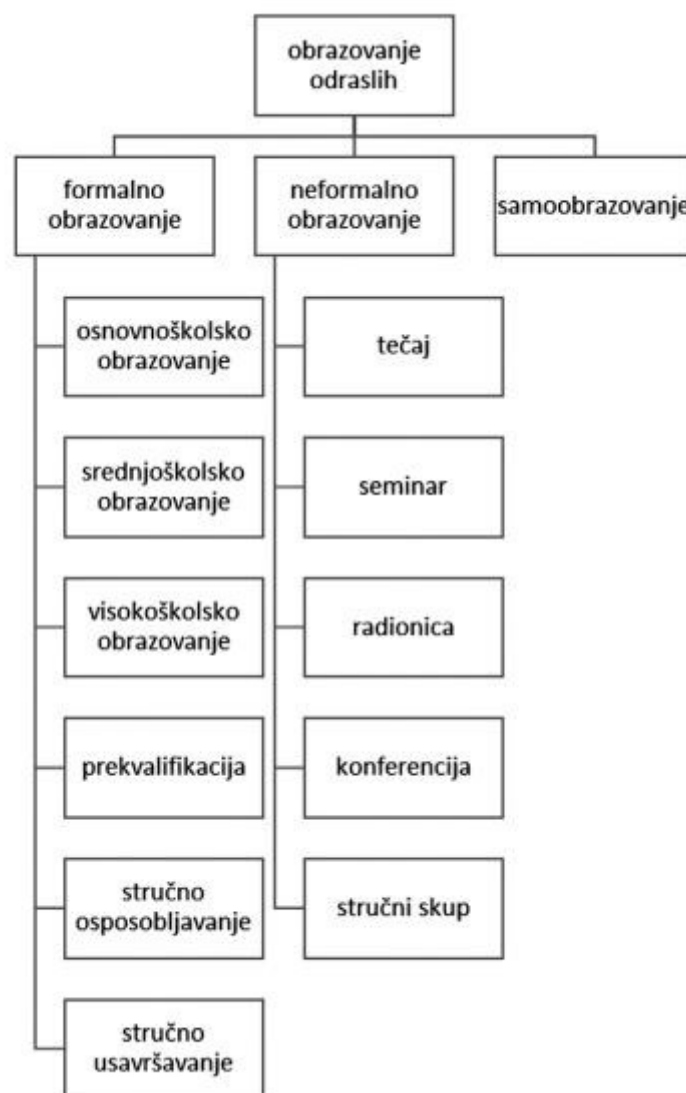 obrazovanje
odraslih
formalno
obrazovanje
neformalno
obrazovanje
samoobrazovanje
osnovnoškolsko
obrazovanje
srednjoškolsko
obrazovanje
visokoškolsko
obrazovanje
prekvalifikacija
stručno
osposobljavanje
stručno
usavršavanje
tečaj
seminar
radionica
konferencija
stručni skup